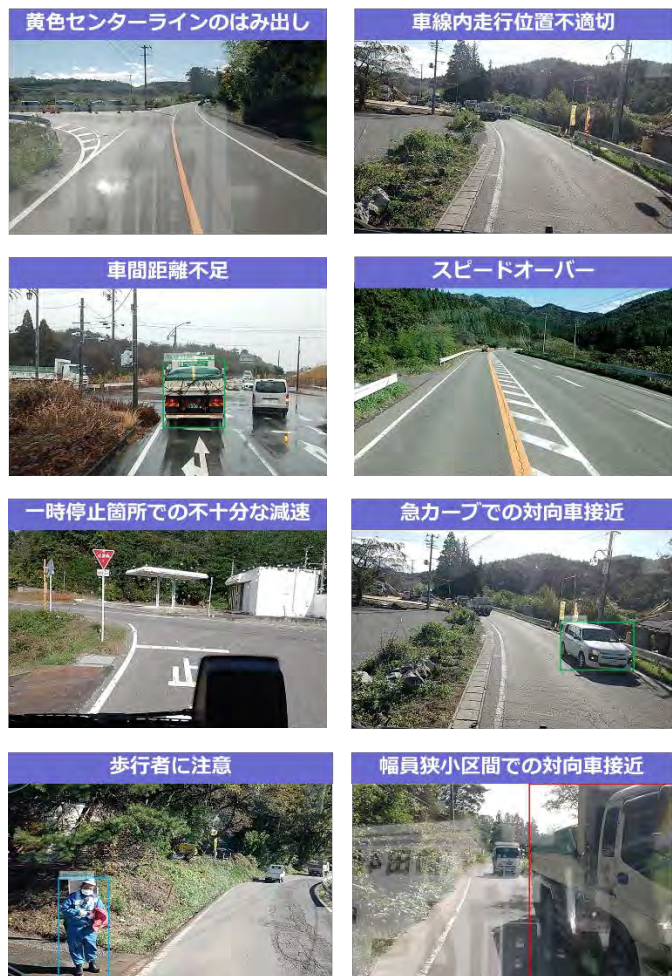 黄色センターラインのはみ出し
車線内走行位置不適切
車間距離不足
スピードオーバー
一時停止箇所での不十分な減速
急カーブでの対向車接近
止まれ
止
歩行者に注意
幅員狭小区間での対向車接近